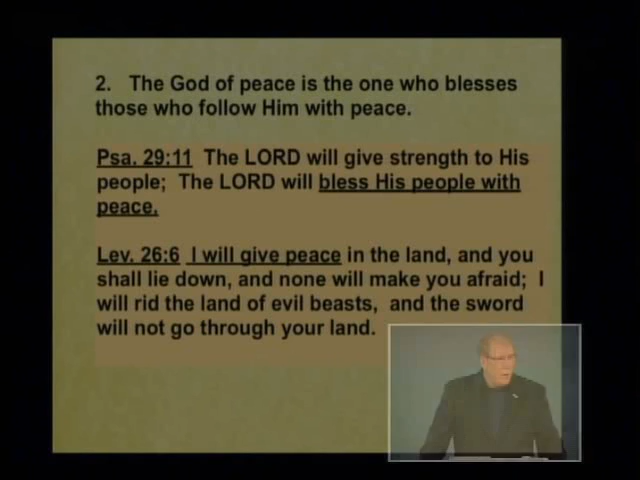 2. The God of peace is the one who blesses
those who follow Him with peace.
Psa. 29:11 The LORD will give strength to His
people; The LORD will bless His people with
peace.
Lev. 26:6 I will give peace in the land, and you
shall lie down, and none will make you afraid; I
will rid the land of evil beasts, and the sword
will not go through your land.